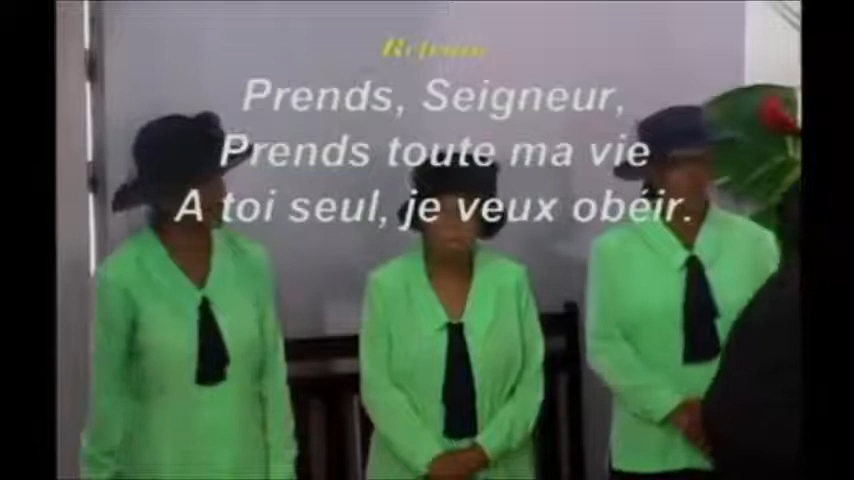 Refrain
Prends, Seigneur,
Prends toute ma vie
A toi seul, je veux obéir.